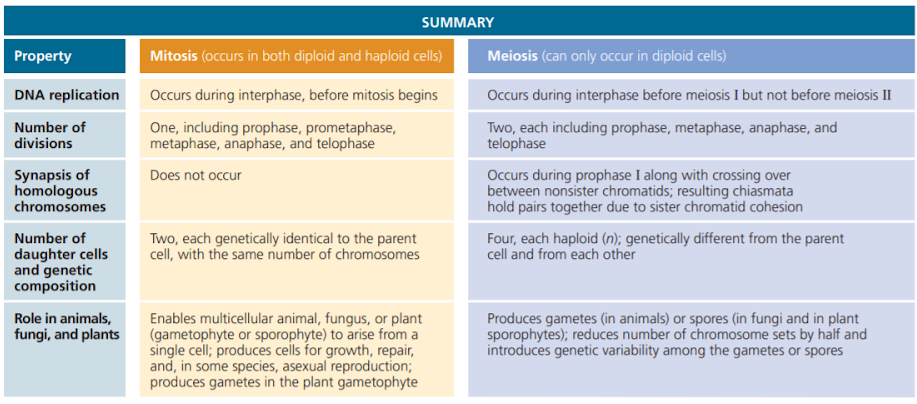 SUMMARY
Property
Mitosis (occurs in both diploid and haploid cells)
Meiosis (can only occur in diploid cells)
DNA replication
Occurs during interphase, before mitosis begins
Occurs during interphase before meiosis I but not before meiosis II
Number of
divisions
One, including prophase, prometaphase,
metaphase, anaphase, and telophase
Two, each including prophase, metaphase, anaphase, and
telophase
Synapsis of
homologous
chromosomes
Does not occur
Occurs during prophase I along with crossing over
between nonsister chromatids; resulting chiasmata
hold pairs together due to sister chromatid cohesion
Number of
daughter cells
and genetic
composition
Two, each genetically identical to the parent
cell, with the same number of chromosomes
Four, each haploid (n); genetically different from the parent
cell and from each other
Role in animals,
fungi, and plants
Enables multicellular animal, fungus, or plant
(gametophyte or sporophyte) to arise from a
single cell; produces cells for growth, repair,
and, in some species, asexual reproduction;
produces gametes in the plant gametophyte
Produces gametes (in animals) or spores (in fungi and in plant
sporophytes); reduces number of chromosome sets by half and
introduces genetic variability among the gametes or spores